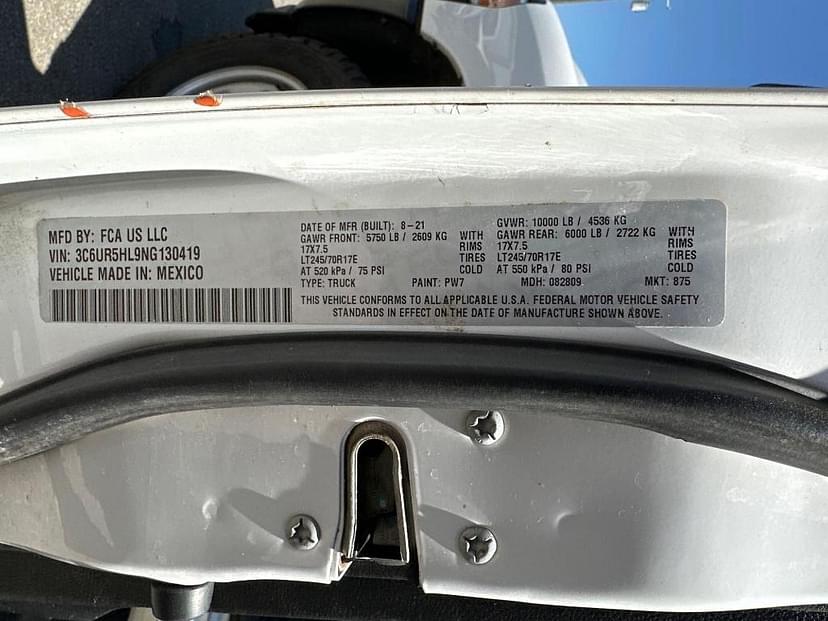 MFD BY: FCA US LLC
VIN: 3C6UR5HL9NG130419
VEHICLE MADE IN: MEXICO
DATE OF MFR (BUILT): 8-21
GAWR FRONT: 5750 LB / 2609 KG WITH
17X7.5 RIMS
LT245/70R17E TIRES
AT 520 kPa / 75 PSI COLD
TYPE: TRUCK PAINT: PW7
GVWR: 10000 LB / 4536 KG
GAWR REAR: 6000 LB / 2722 KG WITH
17X7.5 RIMS
LT245/70R17E TIRES
AT 550 kPa / 80 PSI COLD
MDH: 082809 MKT: 875
THIS VEHICLE CONFORMS TO ALL APPLICABLE U.S.A. FEDERAL MOTOR VEHICLE SAFETY
STANDARDS IN EFFECT ON THE DATE OF MANUFACTURE SHOWN ABOVE.